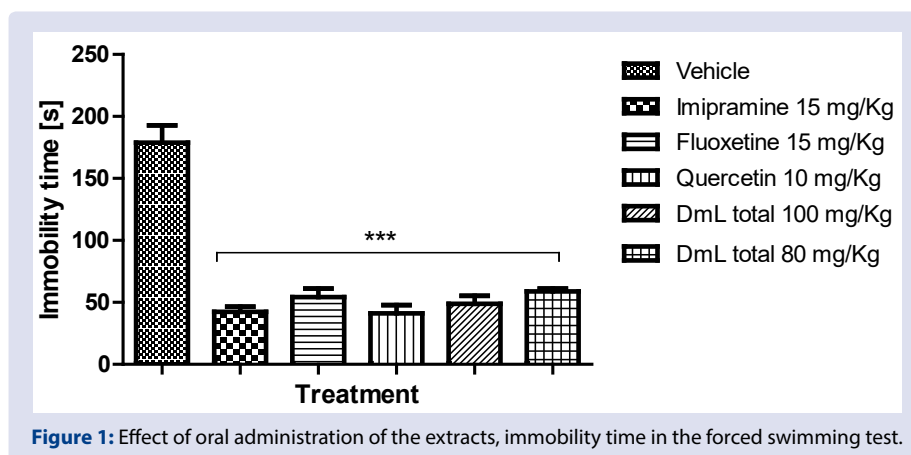 250
200
150
100
50
0
Immobility time [s]
***
Treatment
Vehicle
Imipramine 15 mg/Kg
Fluoxetine 15 mg/Kg
Quercetin 10 mg/Kg
DmL total 100 mg/Kg
DmL total 80 mg/Kg
Figure 1: Effect of oral administration of the extracts, immobility time in the forced swimming test.